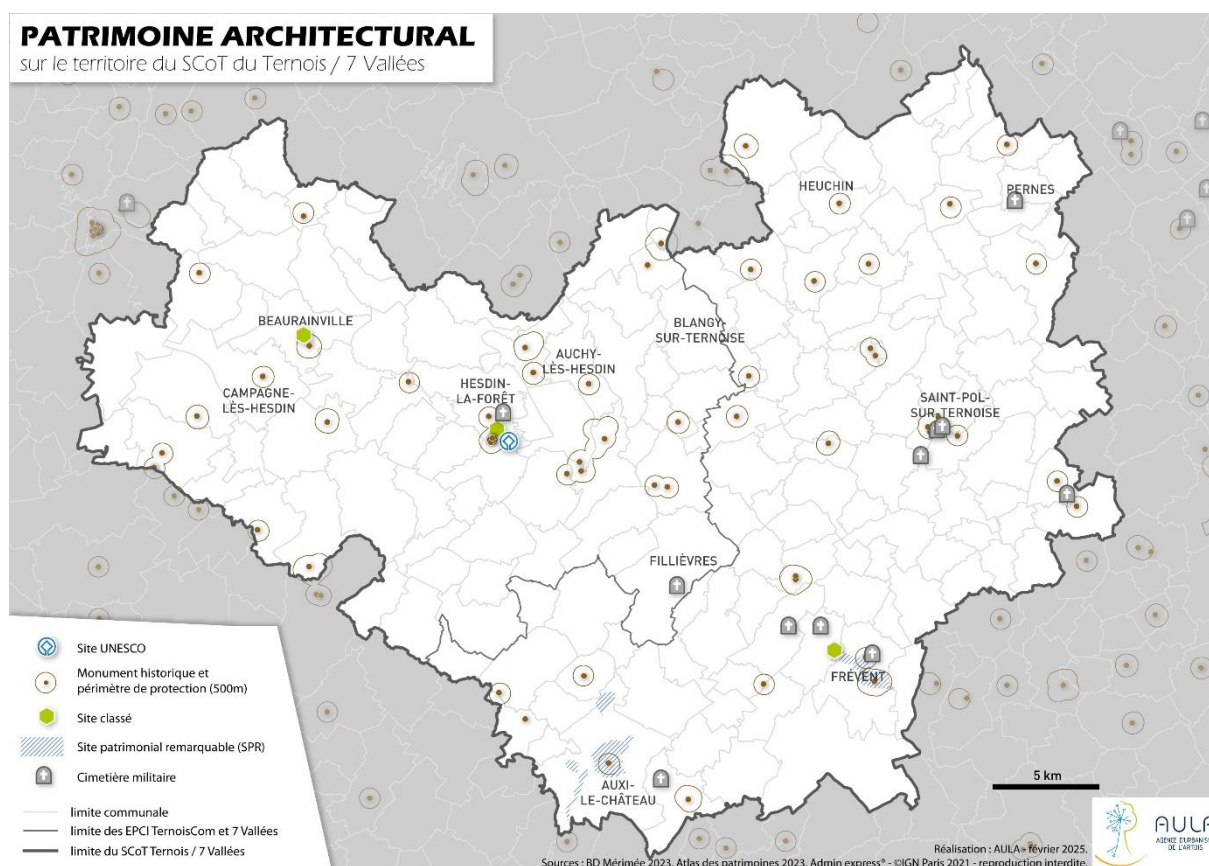 PATRIMOINE ARCHITECTURAL
sur le territoire du SCoT du Ternois / 7 Vallées
HEUCHIN
PERNES
BEAURAINVILLE
BLANGY-
SUR-TERNOISE
AUCHY-
LÈS-HESDIN
HESDIN-
LA-FORÊT
CAMPAGNE-
LÈS-HESDIN
SAINT-POL-
SUR-TERNOISE
FILLIÈVRES
FRÉVENT
AUXI-
LE-CHÂTEAU
Site UNESCO
Monument historique et
périmètre de protection (500m)
Site classé
Site patrimonial remarquable (SPR)
Cimetière militaire
limite communale
limite des EPCI TernoisCom et 7 Vallées
limite du SCoT Ternois / 7 Vallées
5 km
AULA
AGENCE D'URBANISME
DE L'ARTOIS
Réalisation : AULA - février 2025.
Sources : BD Mérimée 2023, Atlas des patrimoines 2023, Admin express® - ©IGN Paris 2021 - reproduction interdite.